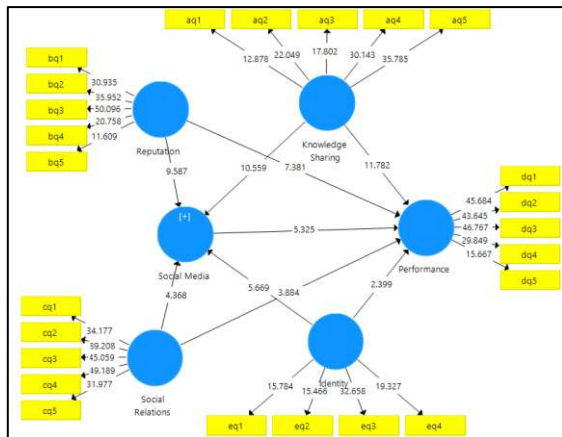 aq1 aq2 aq3 aq4 aq5
12.878 22.049 17.802 30.143 35.785
Knowledge
Sharing
bq1
bq2
bq3
bq4
bq5
30.935
35.952
50.096
20.758
11.609
Reputation
9.587
10.559
7.381
11.782
[+]
Social Media
5.325
Performance
dq1
dq2
dq3
dq4
dq5
45.684
43.645
46.767
29.849
15.667
4.368
5.669
3.884
2.399
cq1
cq2
cq3
cq4
cq5
34.177
39.208
45.059
49.189
31.977
Social
Relations
Identity
15.784 15.466 32.658 19.327
eq1 eq2 eq3 eq4